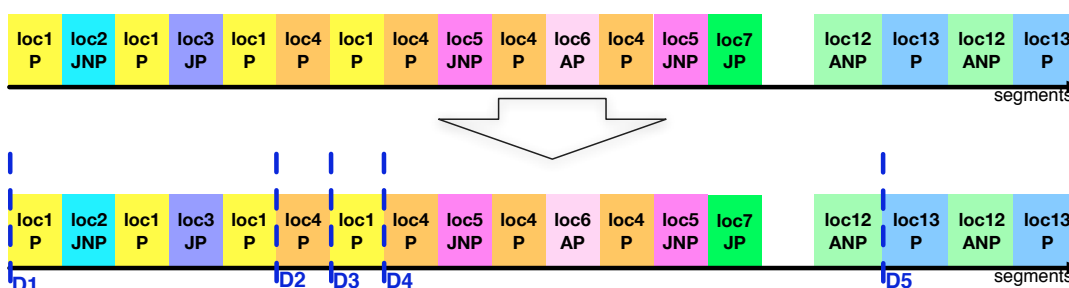 loc1 loc2 loc1 loc3 loc1 loc4 loc1 loc4 loc5 loc4 loc6 loc4 loc5 loc7 loc12 loc13 loc12 loc13
P JNP P JP P P P P JNP P AP P JNP JP ANP P ANP P
segments
loc1 loc2 loc1 loc3 loc1 loc4 loc1 loc4 loc5 loc4 loc6 loc4 loc5 loc7 loc12 loc13 loc12 loc13
P JNP P JP P P P P JNP P AP P JNP JP ANP P ANP P
segments
D1 D2 D3 D4 D5